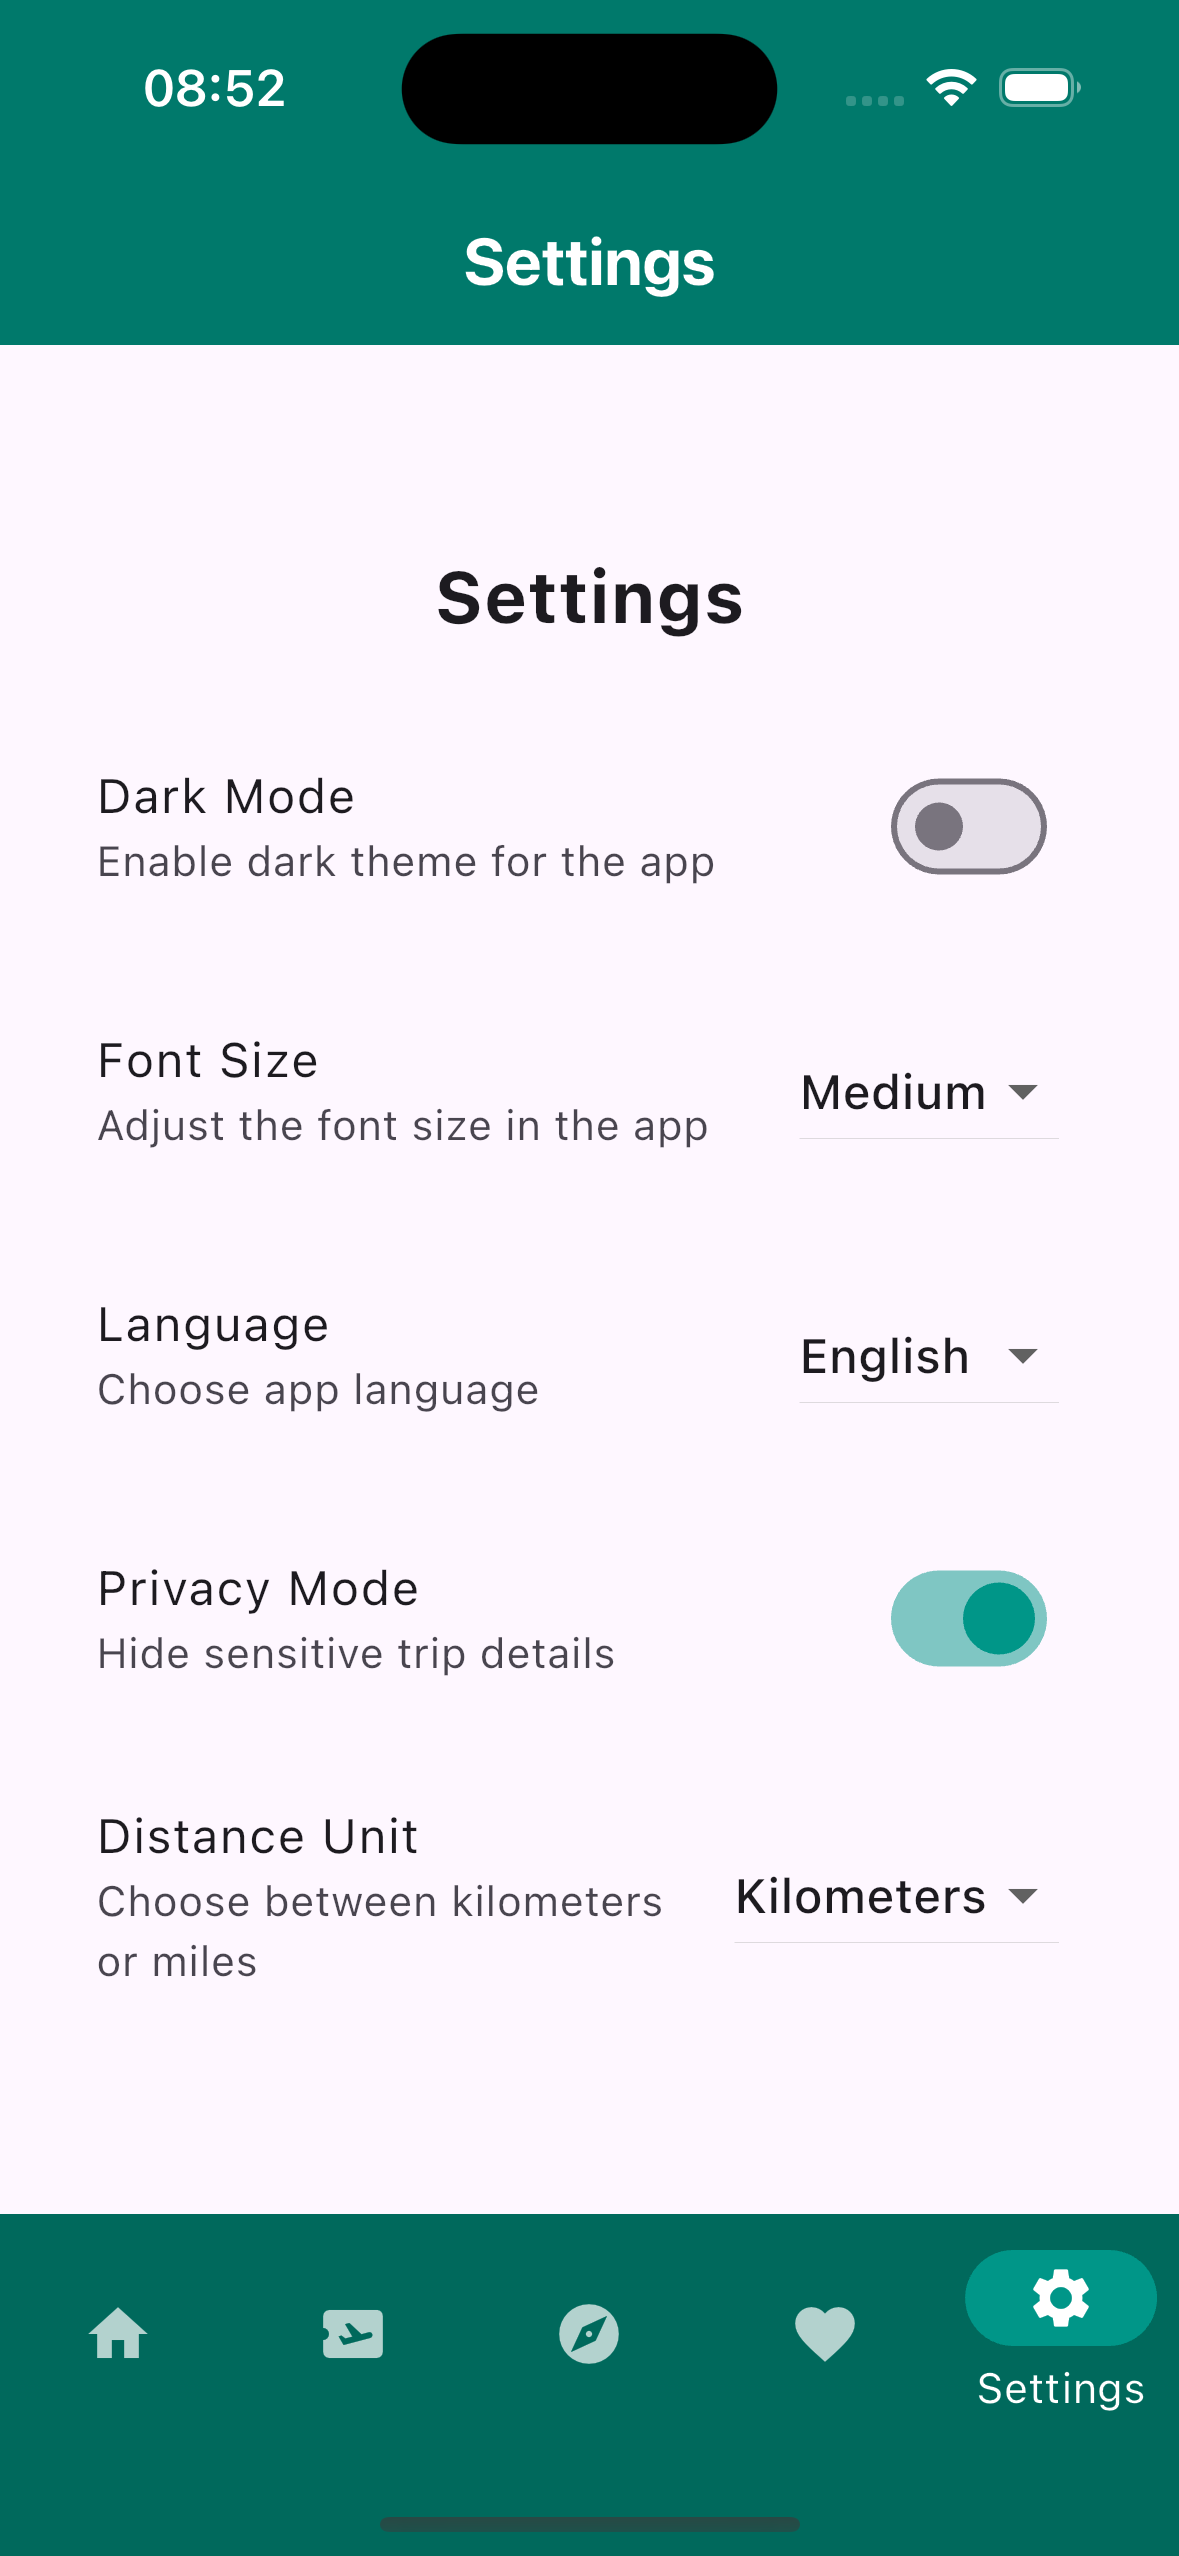 08:52
Settings
Settings
Dark Mode
Enable dark theme for the app
Font Size
Adjust the font size in the app
Medium
Language
Choose app language
English
Privacy Mode
Hide sensitive trip details
Distance Unit
Choose between kilometers
or miles
Kilometers
Settings